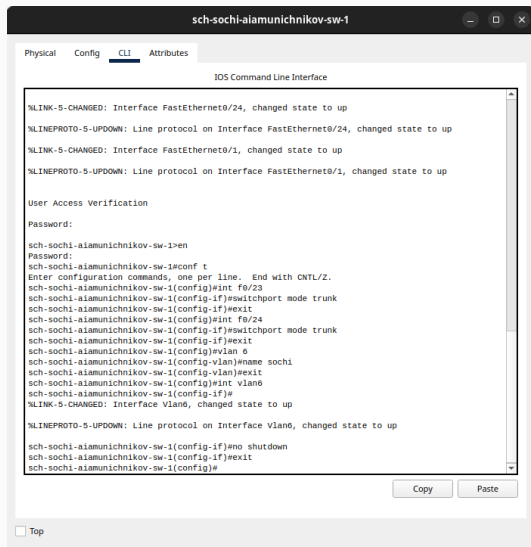 sch-sochi-aiamunichnikov-sw-1
Physical Config CLI Attributes
IOS Command Line Interface
%LINK-5-CHANGED: Interface FastEthernet0/24, changed state to up
%LINEPROTO-5-UPDOWN: Line protocol on Interface FastEthernet0/24, changed state to up
%LINK-5-CHANGED: Interface FastEthernet0/1, changed state to up
%LINEPROTO-5-UPDOWN: Line protocol on Interface FastEthernet0/1, changed state to up
User Access Verification
Password:
sch-sochi-aiamunichnikov-sw-1>en
Password:
sch-sochi-aiamunichnikov-sw-1#conf t
Enter configuration commands, one per line.  End with CNTL/Z.
sch-sochi-aiamunichnikov-sw-1(config)#int f0/23
sch-sochi-aiamunichnikov-sw-1(config-if)#switchport mode trunk
sch-sochi-aiamunichnikov-sw-1(config-if)#exit
sch-sochi-aiamunichnikov-sw-1(config)#int f0/24
sch-sochi-aiamunichnikov-sw-1(config-if)#switchport mode trunk
sch-sochi-aiamunichnikov-sw-1(config-if)#exit
sch-sochi-aiamunichnikov-sw-1(config)#vlan 6
sch-sochi-aiamunichnikov-sw-1(config-vlan)#name sochi
sch-sochi-aiamunichnikov-sw-1(config-vlan)#exit
sch-sochi-aiamunichnikov-sw-1(config)#int vlan6
sch-sochi-aiamunichnikov-sw-1(config-if)#
%LINK-5-CHANGED: Interface Vlan6, changed state to up
%LINEPROTO-5-UPDOWN: Line protocol on Interface Vlan6, changed state to up
sch-sochi-aiamunichnikov-sw-1(config-if)#no shutdown
sch-sochi-aiamunichnikov-sw-1(config-if)#exit
sch-sochi-aiamunichnikov-sw-1(config)#
Copy Paste
Top